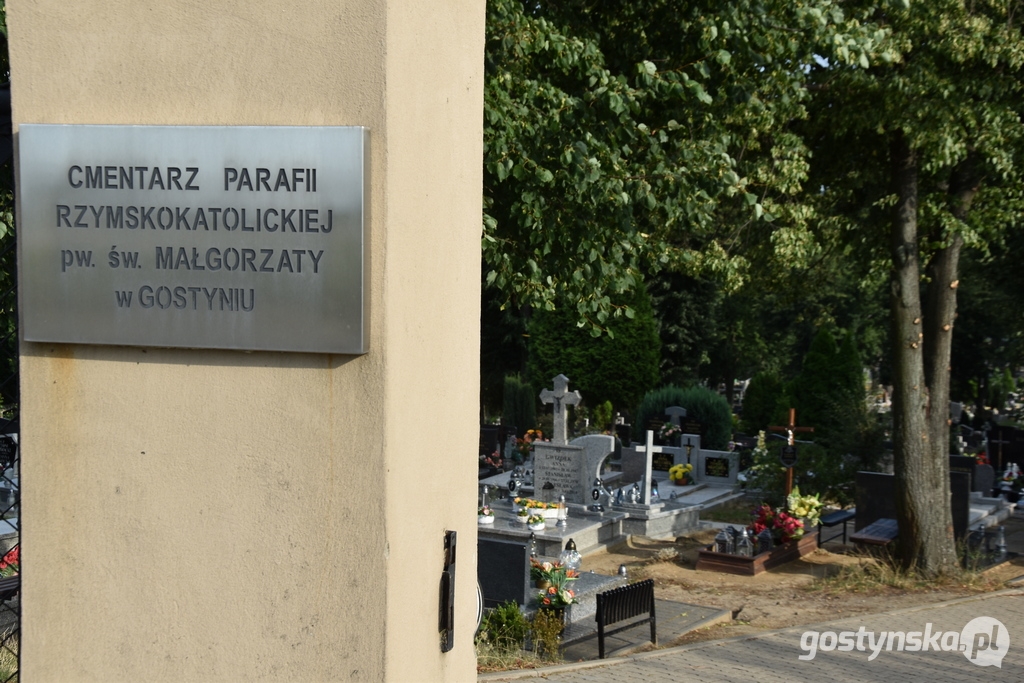 CMENTARZ PARAFII
RZYMSKOKATOLICKIEJ
pw. św. MAŁGORZATY
w GOSTYNIU
gostynska.pl